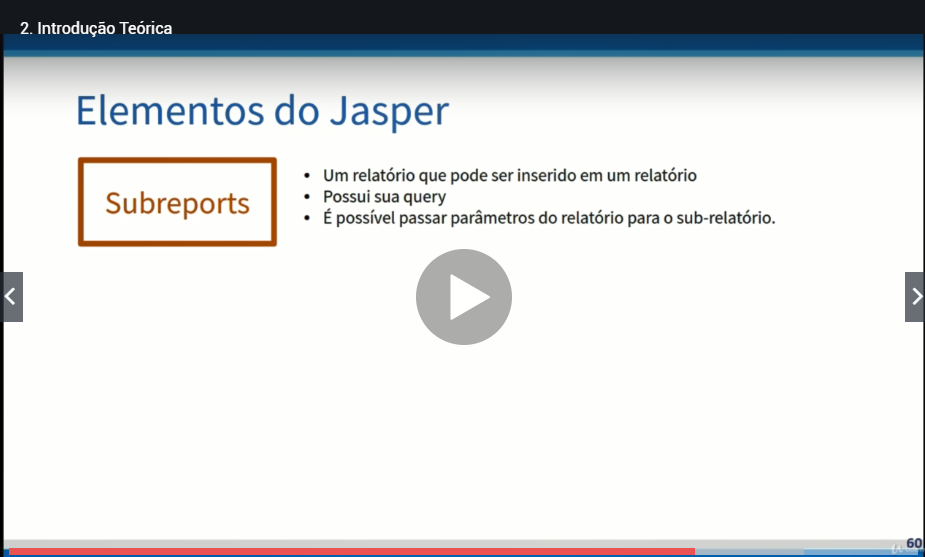 2. Introdução Teórica
Elementos do Jasper
Subreports
• Um relatório que pode ser inserido em um relatório
• Possui sua query
• É possível passar parâmetros do relatório para o sub-relatório.
60